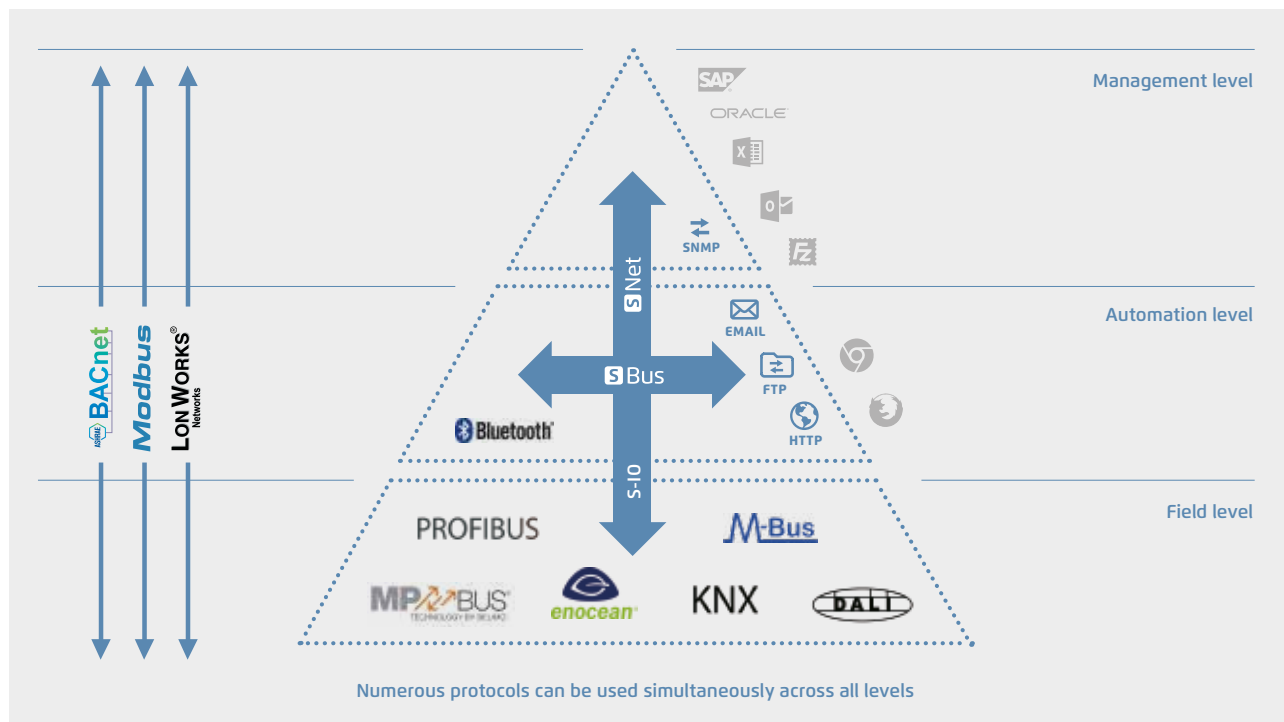 Management level
SAP
ORACLE
SNMP
S Net
Automation level
EMAIL
S Bus
FTP
HTTP
Bluetooth®
ASHRAE BACnet
Modbus
LONWORKS®
Networks
S-IO
Field level
PROFIBUS
M-Bus
MP BUS®
TECHNOLOGY BY BELIMO
enocean®
KNX
DALI
Numerous protocols can be used simultaneously across all levels